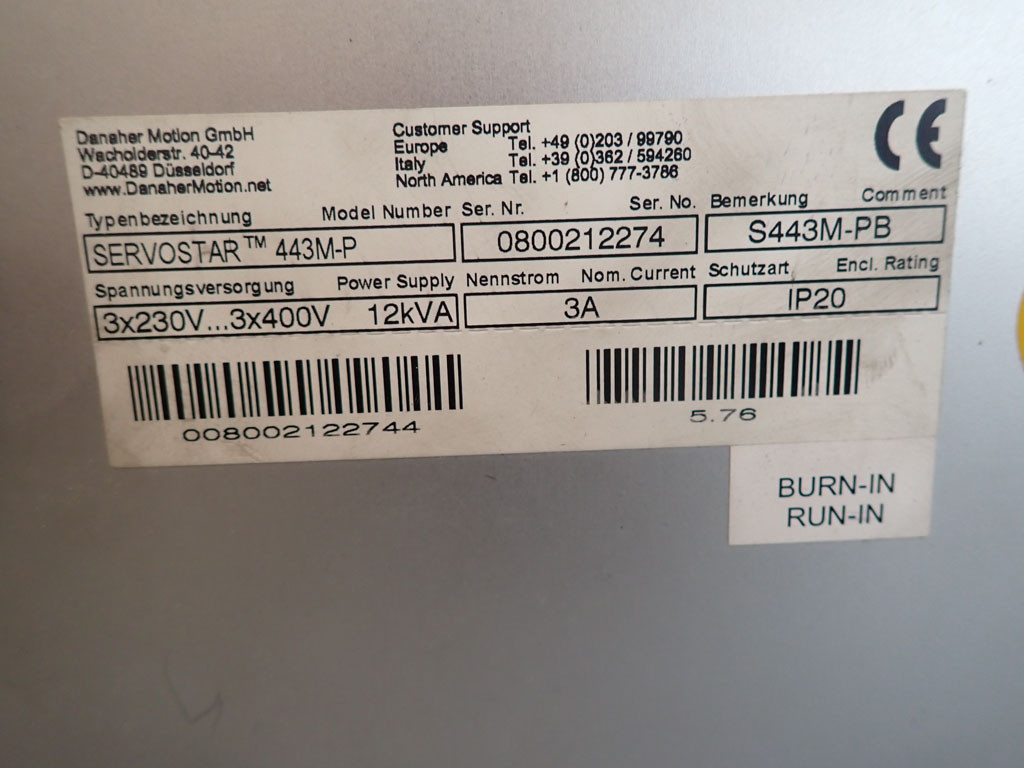 Danaher Motion GmbH
Wacholderstr. 40-42
D-40489 Düsseldorf
www.DanaherMotion.net
Customer Support
Europe Tel. +49 (0)203 / 99790
Italy Tel. +39 (0)362 / 594260
North America Tel. +1 (800) 777-3786
CE
Typenbezeichnung Model Number Ser. Nr. Ser. No. Bemerkung Comment
SERVOSTAR™ 443M-P 0800212274 S443M-PB
Spannungsversorgung Power Supply Nennstrom Nom. Current Schutzart Encl. Rating
3x230V...3x400V 12kVA 3A IP20
008002122744 5.76
BURN-IN
RUN-IN